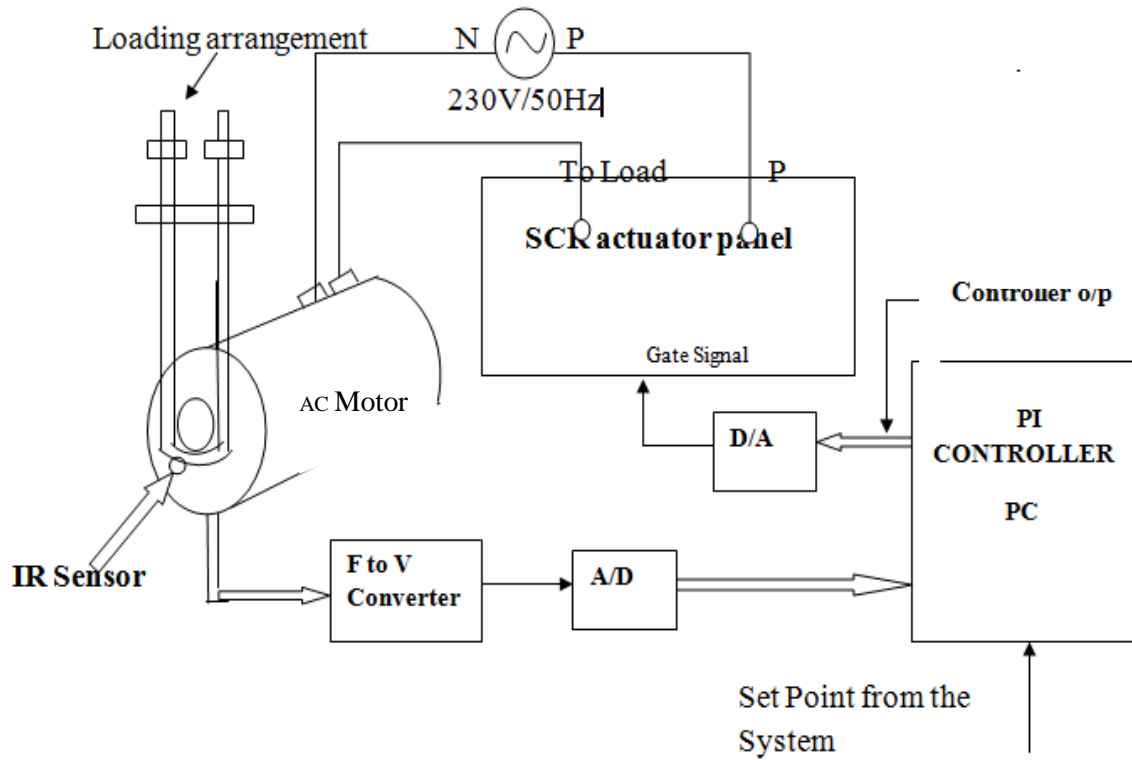 Loading arrangement
N
P
230V/50Hz
To Load
P
SCR actuator panel
Controller o/p
Gate Signal
AC Motor
D/A
PI
CONTROLLER
PC
IR Sensor
F to V
Converter
A/D
Set Point from the
System